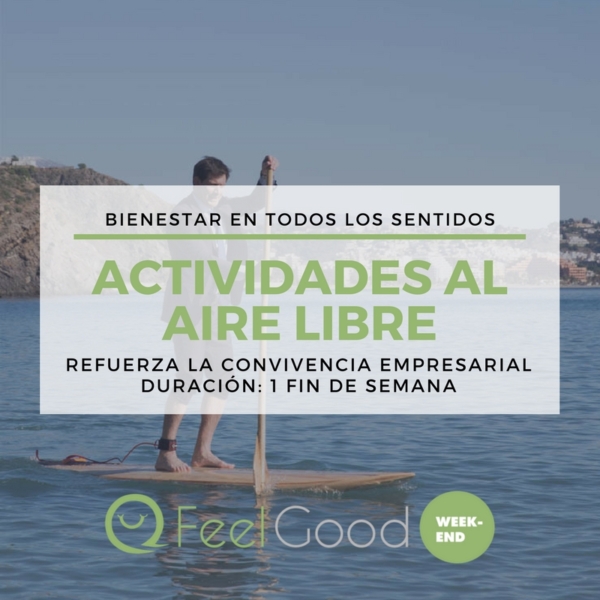 BIENESTAR EN TODOS LOS SENTIDOS
ACTIVIDADES AL
AIRE LIBRE
REFUERZA LA CONVIVENCIA EMPRESARIAL
DURACIÓN: 1 FIN DE SEMANA
FeelGood
WEEK-
END